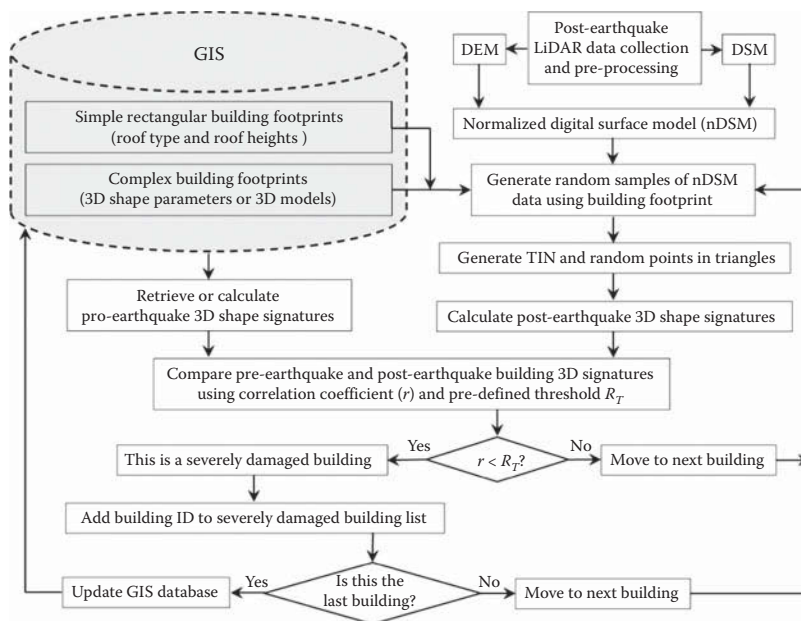 GIS
Simple rectangular building footprints
(roof type and roof heights )
Complex building footprints
(3D shape parameters or 3D models)
Post-earthquake
LiDAR data collection
and pre-processing
DEM
DSM
Normalized digital surface model (nDSM)
Generate random samples of nDSM
data using building footprint
Generate TIN and random points in triangles
Calculate post-earthquake 3D shape signatures
Retrieve or calculate
pro-earthquake 3D shape signatures
Compare pre-earthquake and post-earthquake building 3D signatures
using correlation coefficient (r) and pre-defined threshold R_T
r < R_T?
Yes
No
This is a severely damaged building
Move to next building
Add building ID to severely damaged building list
Is this the
last building?
Yes
No
Update GIS database
Move to next building